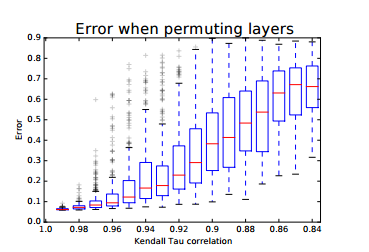 Error when permuting layers
0.9
0.8
0.7
0.6
0.5
0.4
0.3
0.2
0.1
0.0
Error
1.0 0.98 0.96 0.94 0.92 0.9 0.88 0.86 0.84
Kendall Tau correlation